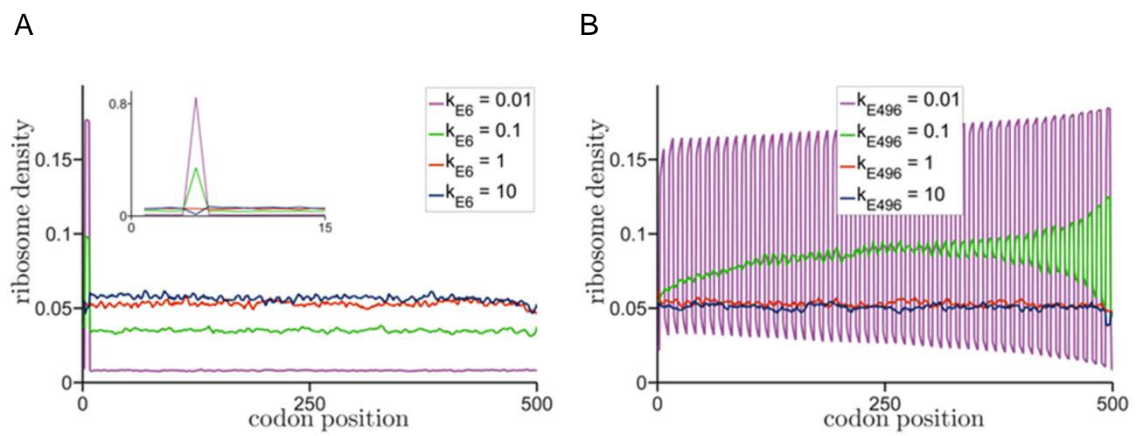 A
B
ribosome density
0.15
0.1
0.05
0
0
250
500
codon position
0.8
0
0
15
k_E6 = 0.01
k_E6 = 0.1
k_E6 = 1
k_E6 = 10
ribosome density
0.15
0.1
0.05
0
0
250
500
codon position
k_E496 = 0.01
k_E496 = 0.1
k_E496 = 1
k_E496 = 10